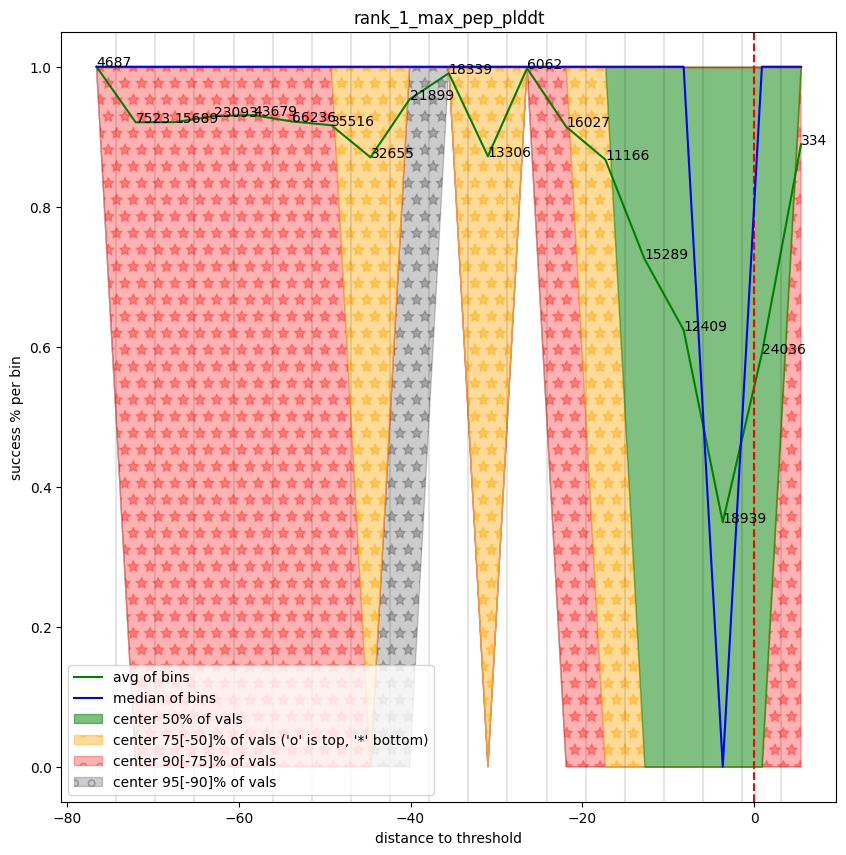 rank_1_max_pep_plddt
success % per bin
1.0
0.8
0.6
0.4
0.2
0.0
4687
7523
15689
23093
43679
66236
35516
32655
21899
18339
13306
6062
16027
11166
15289
12409
18939
24036
334
avg of bins
median of bins
center 50% of vals
center 75[-50]% of vals ('o' is top, '*' bottom)
center 90[-75]% of vals
center 95[-90]% of vals
−80 −60 −40 −20 0
distance to threshold